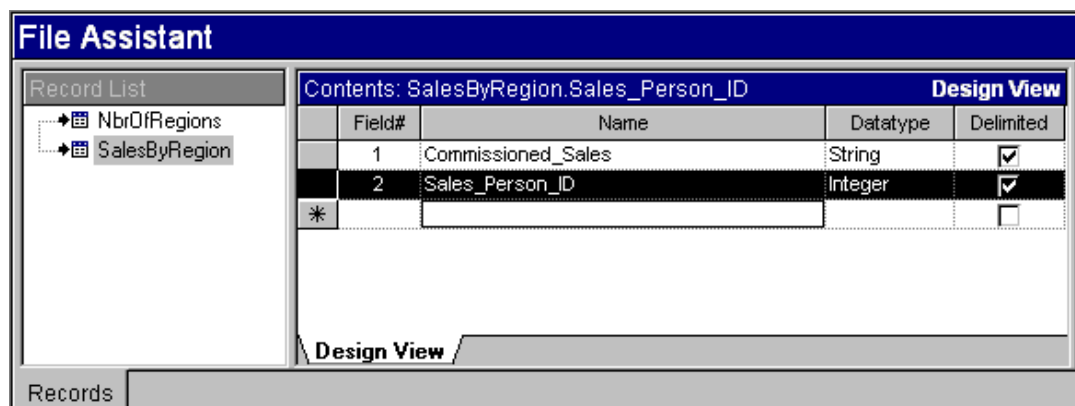 File Assistant
Record List
NbrOfRegions
SalesByRegion
Contents: SalesByRegion.Sales_Person_ID Design View
Field# Name Datatype Delimited
1 Commissioned_Sales String
2 Sales_Person_ID Integer
Design View
Records